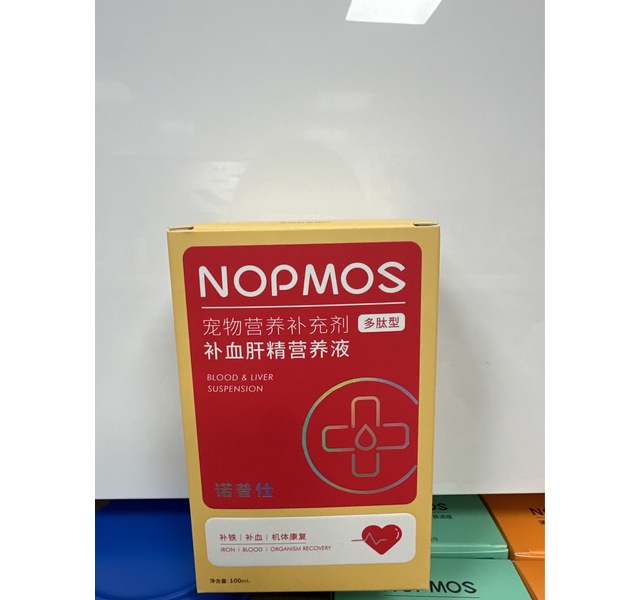 NOPMOS
宠物营养补充剂 多肽型
补血肝精营养液
BLOOD & LIVER
SUSPENSION
诺普仕
补铁 | 补血 | 机体康复
IRON | BLOOD | ORGANISM RECOVERY
净含量:100mL
NOPMOS